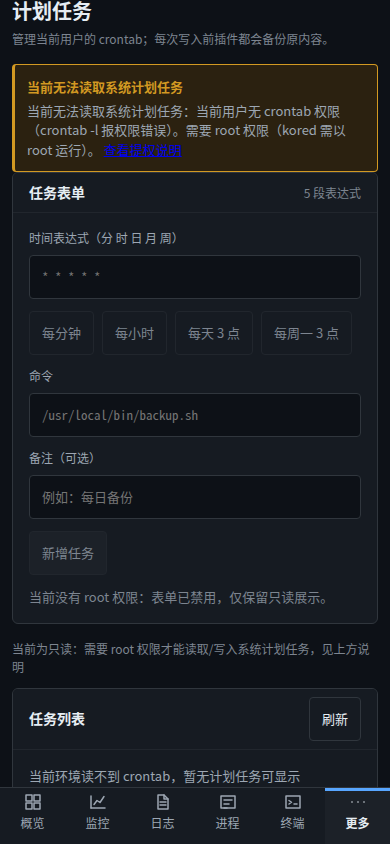 计划任务
管理当前用户的 crontab；每次写入前插件都会备份原内容。
当前无法读取系统计划任务
当前无法读取系统计划任务：当前用户无 crontab 权限
（crontab -l 报权限错误）。需要 root 权限（kored 需以
root 运行）。 查看提权说明
任务表单 5 段表达式
时间表达式（分 时 日 月 周）
* * * * *
每分钟 每小时 每天 3 点 每周一 3 点
命令
/usr/local/bin/backup.sh
备注（可选）
例如：每日备份
新增任务
当前没有 root 权限：表单已禁用，仅保留只读展示。
当前为只读：需要 root 权限才能读取/写入系统计划任务，见上方说
明
任务列表 刷新
当前环境读不到 crontab，暂无计划任务可显示
概览 监控 日志 进程 终端 更多